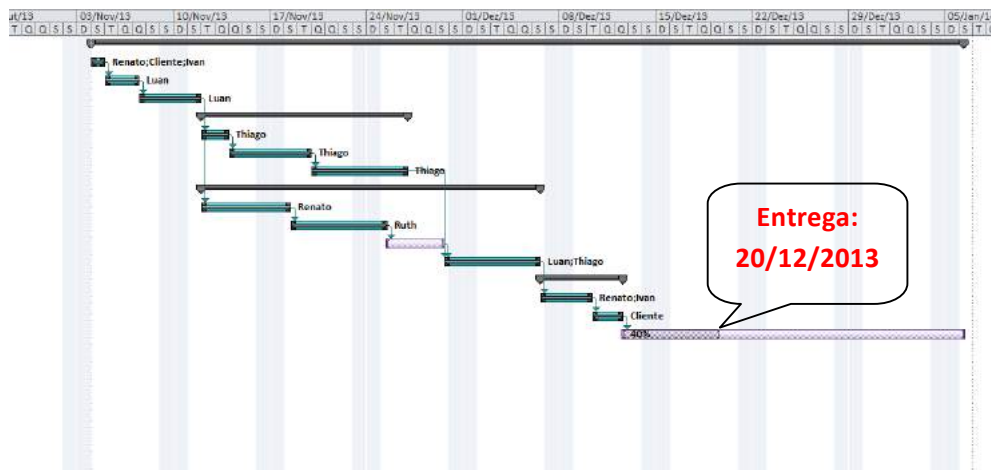 ut/13 03/Nov/13 10/Nov/13 17/Nov/13 24/Nov/13 01/Dez/13 08/Dez/13 15/Dez/13 22/Dez/13 29/Dez/13 05/Jan/1
T Q Q S S D S T Q Q S S D S T Q Q S S D S T Q Q S S D S T Q Q S S D S T Q Q S S D S T Q Q S S D S T Q Q S S D S T Q Q S S D S T Q Q S S D S T
Renato;Cliente;Ivan
Luan
Luan
Thiago
Thiago
Thiago
Renato
Ruth
Luan;Thiago
Renato;Ivan
Cliente
40%
Entrega:
20/12/2013